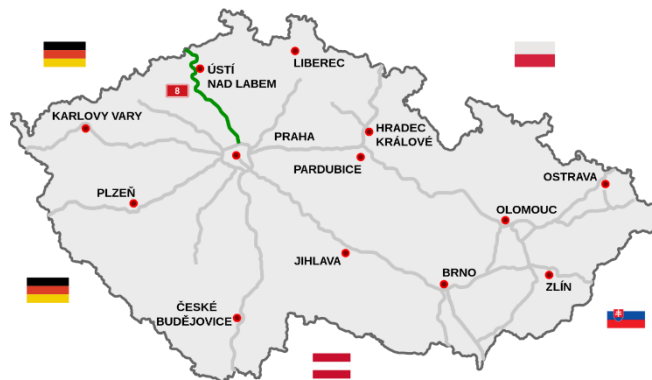 ÚSTÍ
NAD LABEM
LIBEREC
8
KARLOVY VARY
PRAHA
HRADEC
KRÁLOVÉ
PARDUBICE
OSTRAVA
PLZEŇ
OLOMOUC
JIHLAVA
BRNO
ZLÍN
ČESKÉ
BUDĚJOVICE